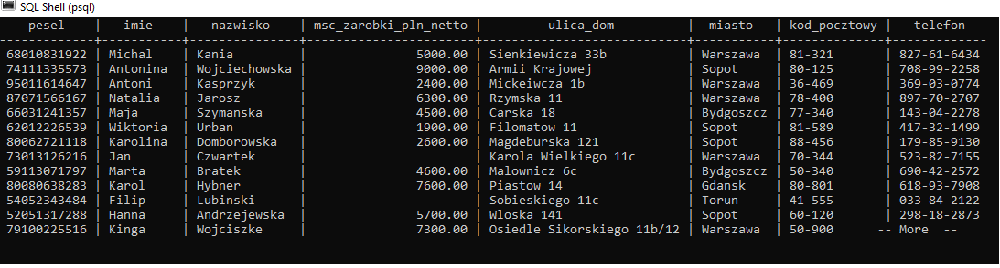 SQL Shell (psql)
pesel | imie | nazwisko | msc_zarobki_pln_netto | ulica_dom | miasto | kod_pocztowy | telefon
-------------+----------+---------------+-----------------------+---------------------------+-----------+--------------+-------------
68010831922 | Michal | Kania | 5000.00 | Sienkiewicza 33b | Warszawa | 81-321 | 827-61-6434
74111335573 | Antonina | Wojciechowska | 9000.00 | Armii Krajowej | Sopot | 80-125 | 708-99-2258
95011614647 | Antoni | Kasprzyk | 2400.00 | Mickeiwcza 1b | Warszawa | 36-469 | 369-03-0774
87071566167 | Natalia | Jarosz | 6300.00 | Rzymska 11 | Warszawa | 78-400 | 897-70-2707
66031241357 | Maja | Szymanska | 4500.00 | Carska 18 | Bydgoszcz | 77-340 | 143-04-2278
62012226539 | Wiktoria | Urban | 1900.00 | Filomatow 11 | Sopot | 81-589 | 417-32-1499
80062721118 | Karolina | Domborowska | 2600.00 | Magdeburska 121 | Sopot | 88-456 | 179-85-9130
73013126216 | Jan | Czwartek | | Karola Wielkiego 11c | Warszawa | 70-344 | 523-82-7155
59113071797 | Marta | Bratek | 4600.00 | Malownicz 6c | Bydgoszcz | 50-340 | 690-42-2572
80080638283 | Karol | Hybner | 7600.00 | Piastow 14 | Gdansk | 80-801 | 618-93-7908
54052343484 | Filip | Lubinski | | Sobieskiego 11c | Torun | 41-555 | 033-84-2122
52051317288 | Hanna | Andrzejewska | 5700.00 | Wloska 141 | Sopot | 60-120 | 298-18-2873
79100225516 | Kinga | Wojciszke | 7300.00 | Osiedle Sikorskiego 11b/12 | Warszawa | 50-900 -- More --